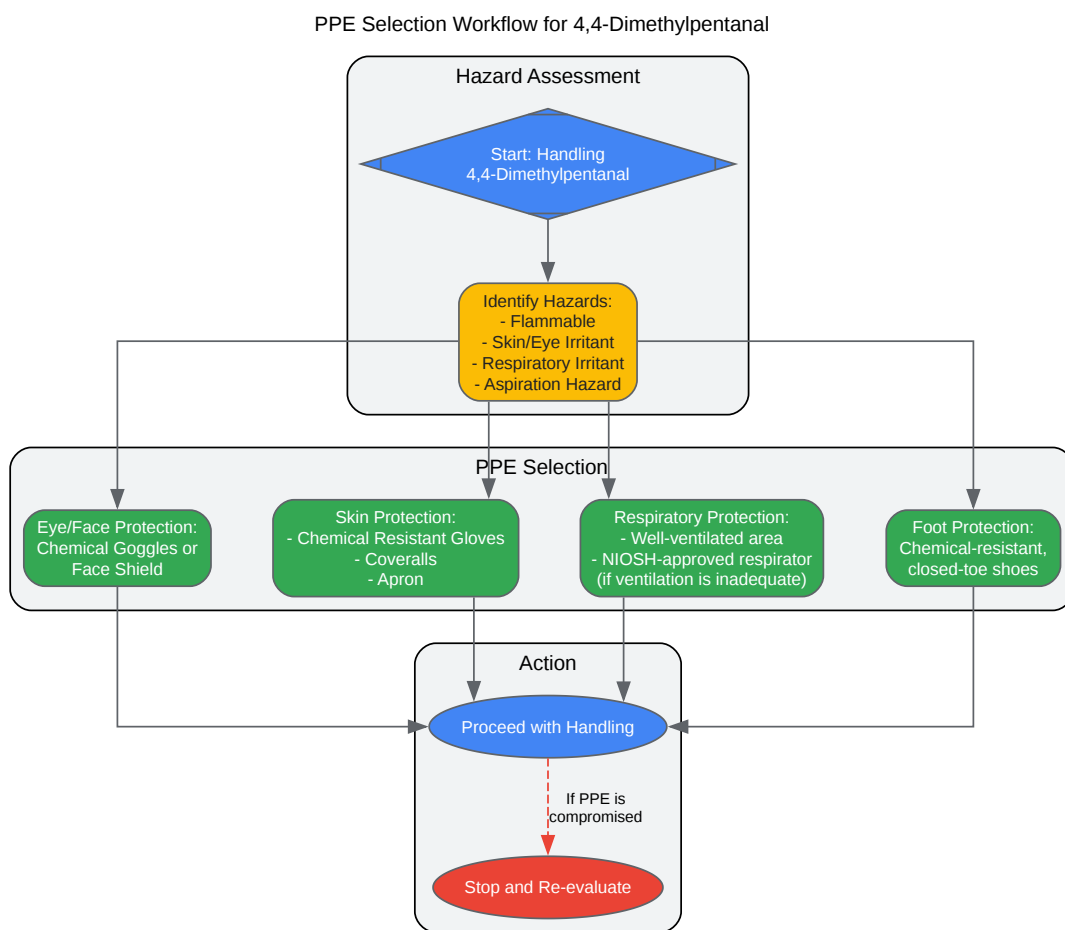 PPE Selection Workflow for 4,4-Dimethylpentanal
Hazard Assessment
Start: Handling
4,4-Dimethylpentanal
Identify Hazards:
- Flammable
- Skin/Eye Irritant
- Respiratory Irritant
- Aspiration Hazard
PPE Selection
Eye/Face Protection:
Chemical Goggles or
Face Shield
Skin Protection:
- Chemical Resistant Gloves
- Coveralls
- Apron
Respiratory Protection:
- Well-ventilated area
- NIOSH-approved respirator
(if ventilation is inadequate)
Foot Protection:
Chemical-resistant,
closed-toe shoes
Action
Proceed with Handling
If PPE is
compromised
Stop and Re-evaluate